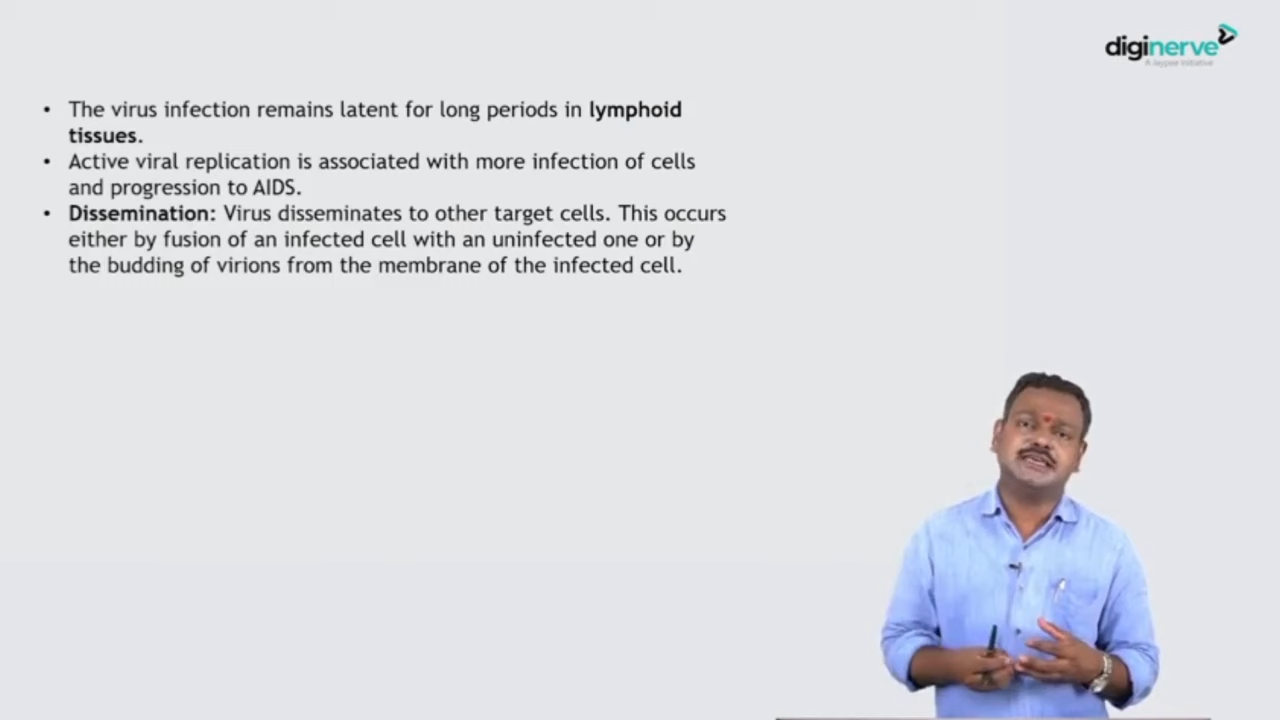 diginerve
A Jaypee Initiative
• The virus infection remains latent for long periods in lymphoid
tissues.
• Active viral replication is associated with more infection of cells
and progression to AIDS.
• Dissemination: Virus disseminates to other target cells. This occurs
either by fusion of an infected cell with an uninfected one or by
the budding of virions from the membrane of the infected cell.